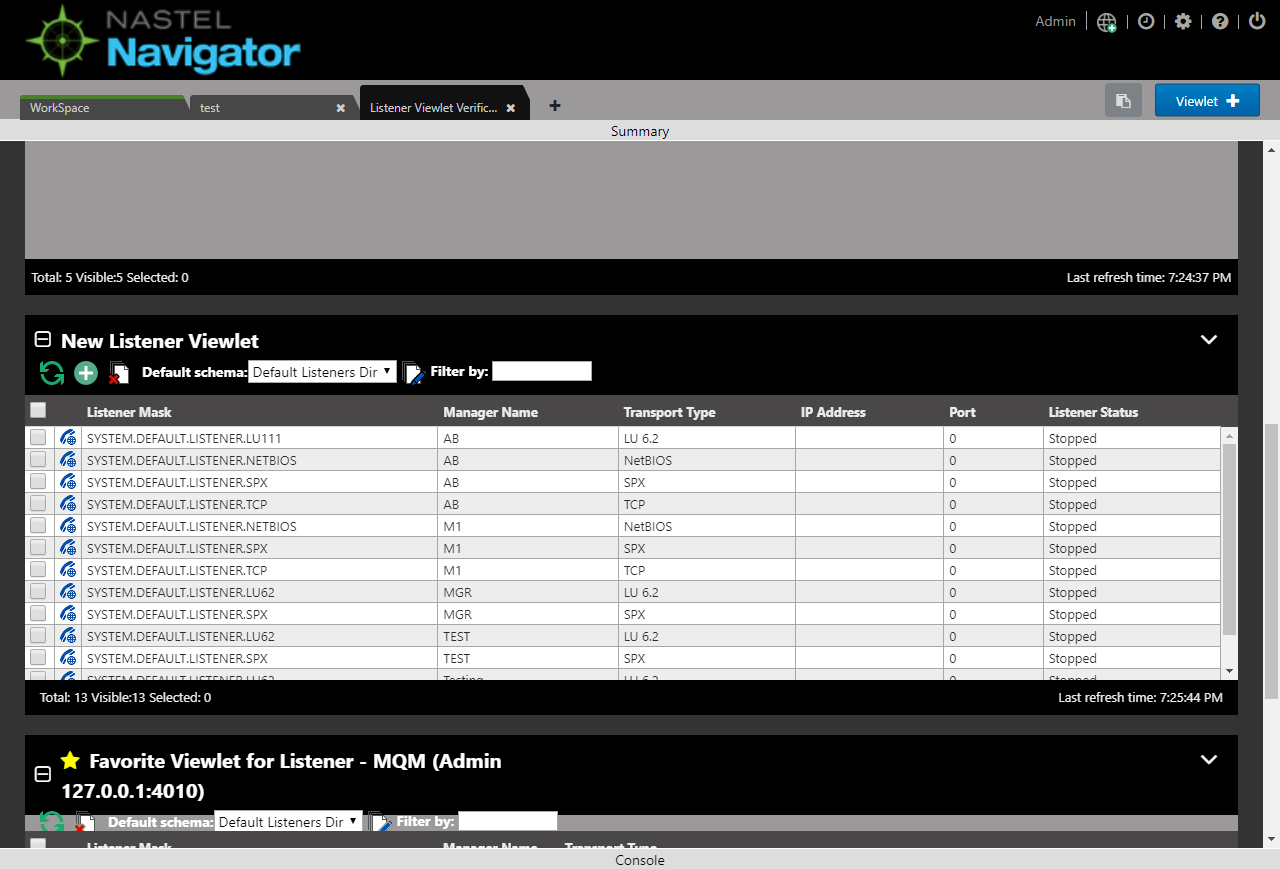 NASTEL
Navigator
Admin
WorkSpace
test
Listener Viewlet Verific...
Viewlet
Summary
Total: 5 Visible:5 Selected: 0
Last refresh time: 7:24:37 PM
New Listener Viewlet
Default schema: Default Listeners Dir Filter by:
Listener Mask Manager Name Transport Type IP Address Port Listener Status
SYSTEM.DEFAULT.LISTENER.LU111 AB LU 6.2 0 Stopped
SYSTEM.DEFAULT.LISTENER.NETBIOS AB NetBIOS 0 Stopped
SYSTEM.DEFAULT.LISTENER.SPX AB SPX 0 Stopped
SYSTEM.DEFAULT.LISTENER.TCP AB TCP 0 Stopped
SYSTEM.DEFAULT.LISTENER.NETBIOS M1 NetBIOS 0 Stopped
SYSTEM.DEFAULT.LISTENER.SPX M1 SPX 0 Stopped
SYSTEM.DEFAULT.LISTENER.TCP M1 TCP 0 Stopped
SYSTEM.DEFAULT.LISTENER.LU62 MGR LU 6.2 0 Stopped
SYSTEM.DEFAULT.LISTENER.SPX MGR SPX 0 Stopped
SYSTEM.DEFAULT.LISTENER.LU62 TEST LU 6.2 0 Stopped
SYSTEM.DEFAULT.LISTENER.SPX TEST SPX 0 Stopped
SYSTEM.DEFAULT.LISTENER.LU62 Testing LU 6.2 0 Stopped
Total: 13 Visible:13 Selected: 0
Last refresh time: 7:25:44 PM
Favorite Viewlet for Listener - MQM (Admin
127.0.0.1:4010)
Default schema: Default Listeners Dir Filter by:
Listener Mask Manager Name Transport Type
Console